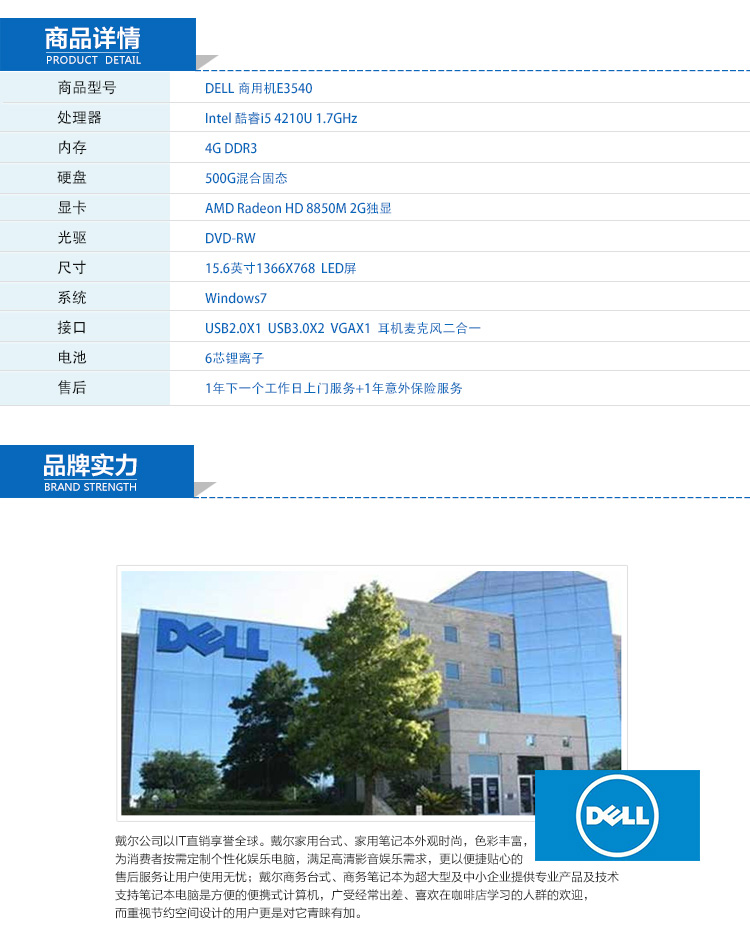 商品详情
PRODUCT DETAIL
商品型号 DELL 商用机E3540
处理器 Intel 酷睿i5 4210U 1.7GHz
内存 4G DDR3
硬盘 500G混合固态
显卡 AMD Radeon HD 8850M 2G独显
光驱 DVD-RW
尺寸 15.6英寸1366X768 LED屏
系统 Windows7
接口 USB2.0X1 USB3.0X2 VGAX1 耳机麦克风二合一
电池 6芯锂离子
售后 1年下一个工作日上门服务+1年意外保险服务
品牌实力
BRAND STRENGTH
DELL
DELL
戴尔公司以IT直销享誉全球。戴尔家用台式、家用笔记本外观时尚，色彩丰富，
为消费者按需定制个性化娱乐电脑，满足高清影音娱乐需求，更以便捷贴心的
售后服务让用户使用无忧；戴尔商务台式、商务笔记本为超大型及中小企业提供专业产品及技术
支持笔记本电脑是方便的便携式计算机，广受经常出差、喜欢在咖啡店学习的人群的欢迎，
而重视节约空间设计的用户更是对它青睐有加。